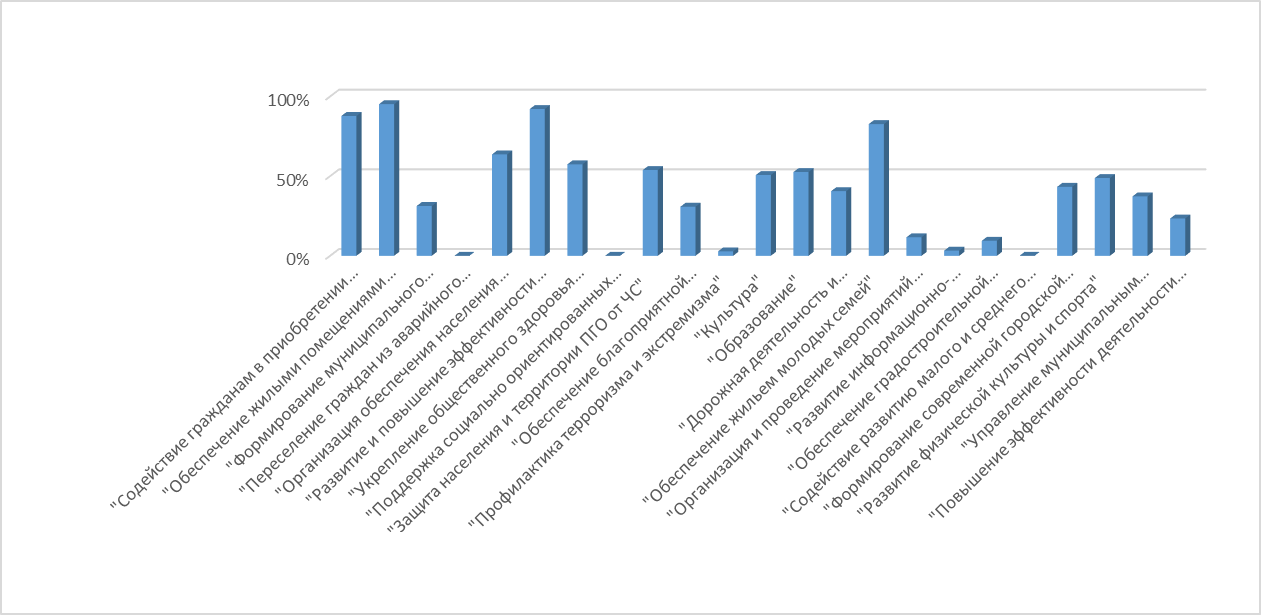 100%
50%
0%
"Содействие гражданам в приобретении...
"Обеспечение жилыми помещениями...
"Формирование муниципального...
"Переселение граждан из аварийного...
"Организация обеспечения населения...
"Развитие и повышение эффективности...
"Укрепление общественного здоровья...
"Поддержка социально ориентированных...
"Защита населения и территории ПГО от ЧС"
"Обеспечение благоприятной...
"Профилактика терроризма и экстремизма"
"Культура"
"Образование"
"Дорожная деятельность и...
"Обеспечение жильем молодых семей"
"Организация и проведение мероприятий...
"Развитие информационно-...
"Обеспечение градостроительной...
"Содействие развитию малого и среднего...
"Формирование современной городской...
"Развитие физической культуры и спорта"
"Управление муниципальным...
"Повышение эффективности деятельности...